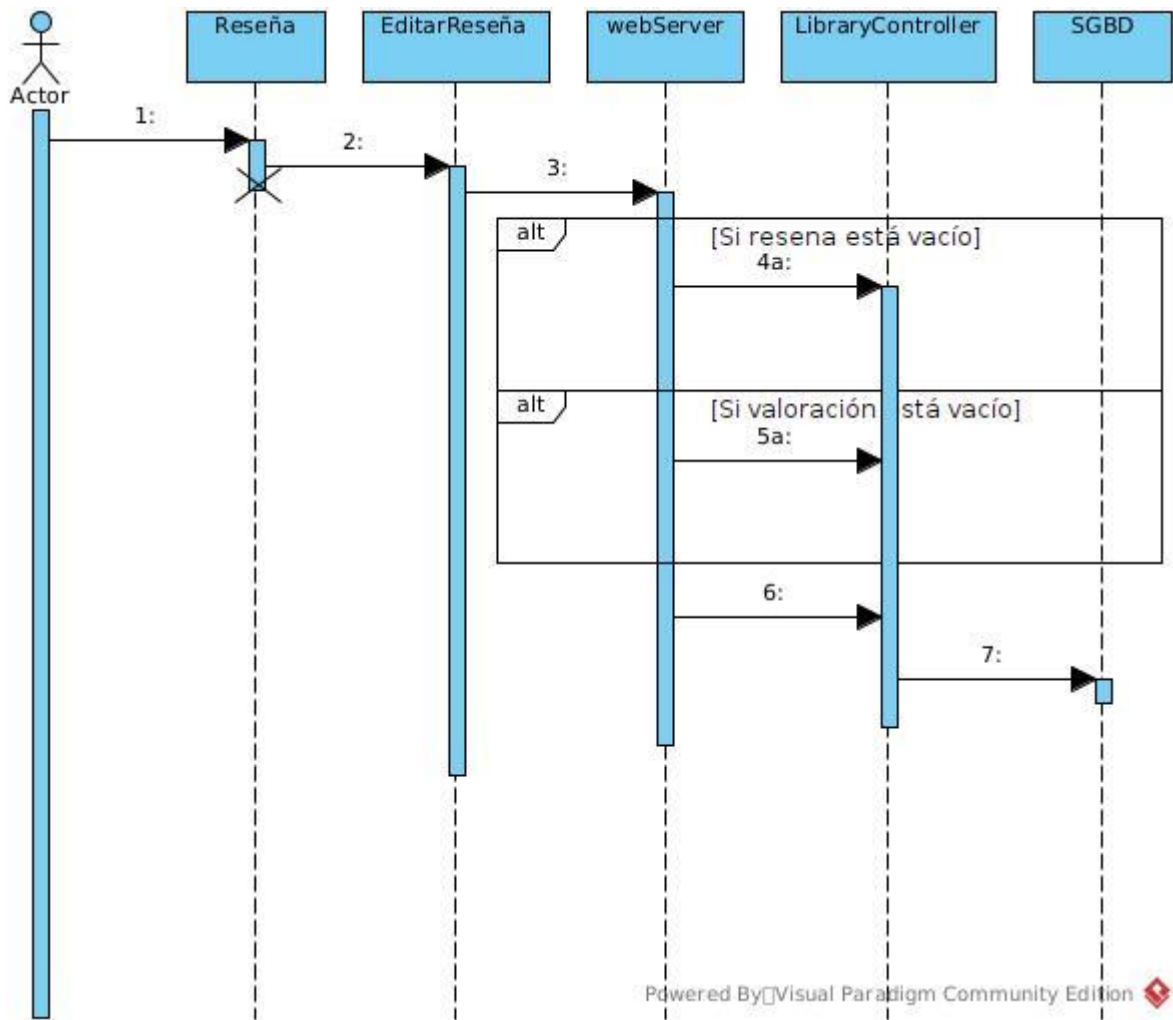 Reseña
EditarReseña
webServer
LibraryController
SGBD
Actor
1:
2:
3:
alt
[Si resena está vacío]
4a:
alt
[Si valoración está vacío]
5a:
6:
7:
Powered By Visual Paradigm Community Edition